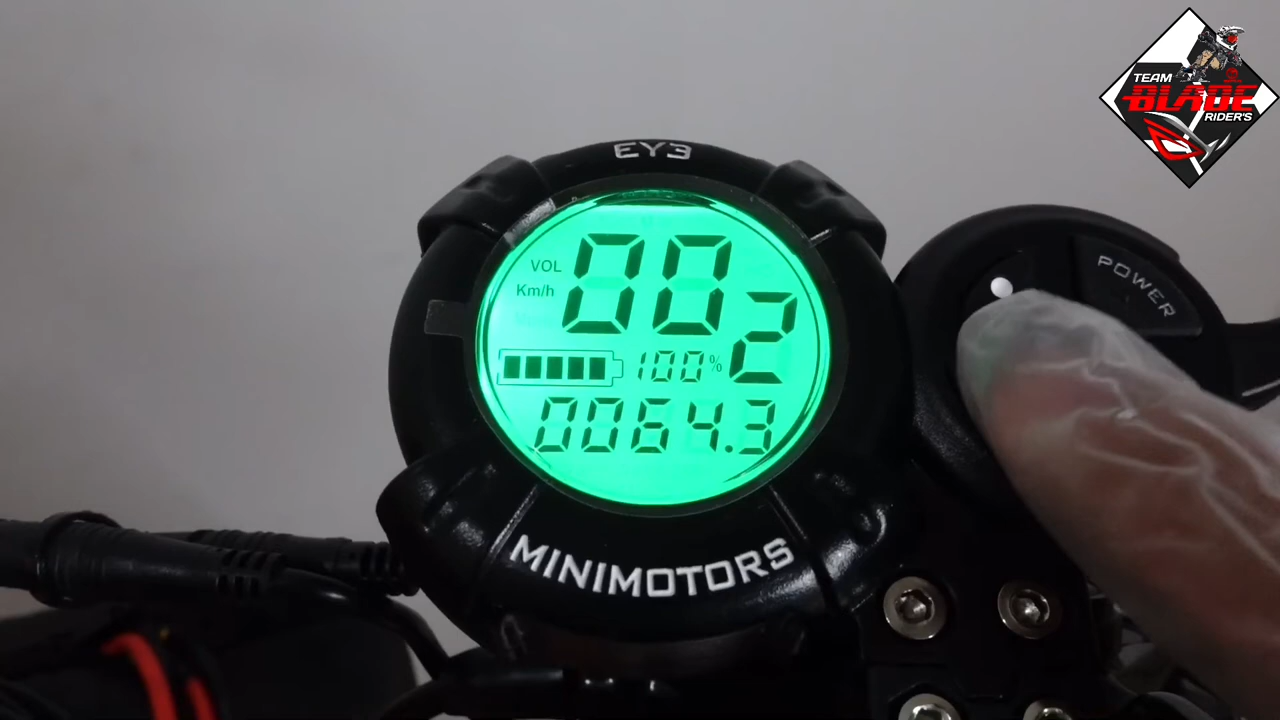 EY3
VOL
00
Km/h
2
100%
0064.3
MINIMOTORS
POWER
TEAM
BLADE
RIDER'S